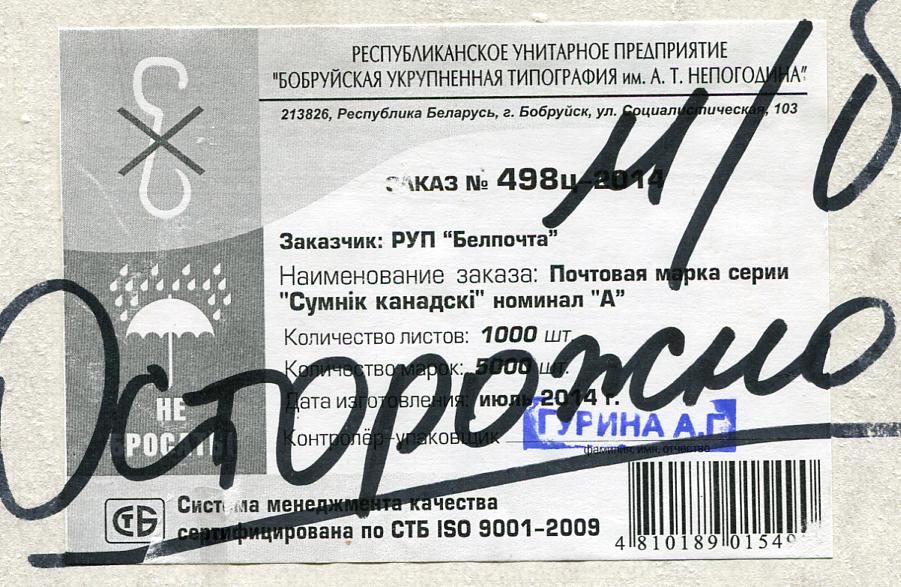 РЕСПУБЛИКАНСКОЕ УНИТАРНОЕ ПРЕДПРИЯТИЕ
"БОБРУЙСКАЯ УКРУПНЕННАЯ ТИПОГРАФИЯ им. А. Т. НЕПОГОДИНА"
213826, Республика Беларусь, г. Бобруйск, ул. Социалистическая, 103
ЗАКАЗ № 498ц-2014
Заказчик: РУП "Белпочта"
Наименование заказа: Почтовая марка серии
"Сумнік канадскі" номинал "А"
Количество листов: 1000 шт.
Количество марок: 5000 шт.
Дата изготовления: июль 2014 г.
Контролёр-упаковщик
ГУРИНА А.Г
фамилия, имя, отчество
НЕ
БРОСАТЬ!
Осторожно
СТБ
Система менеджмента качества
сертифицирована по СТБ ISO 9001-2009
4 810189 0154